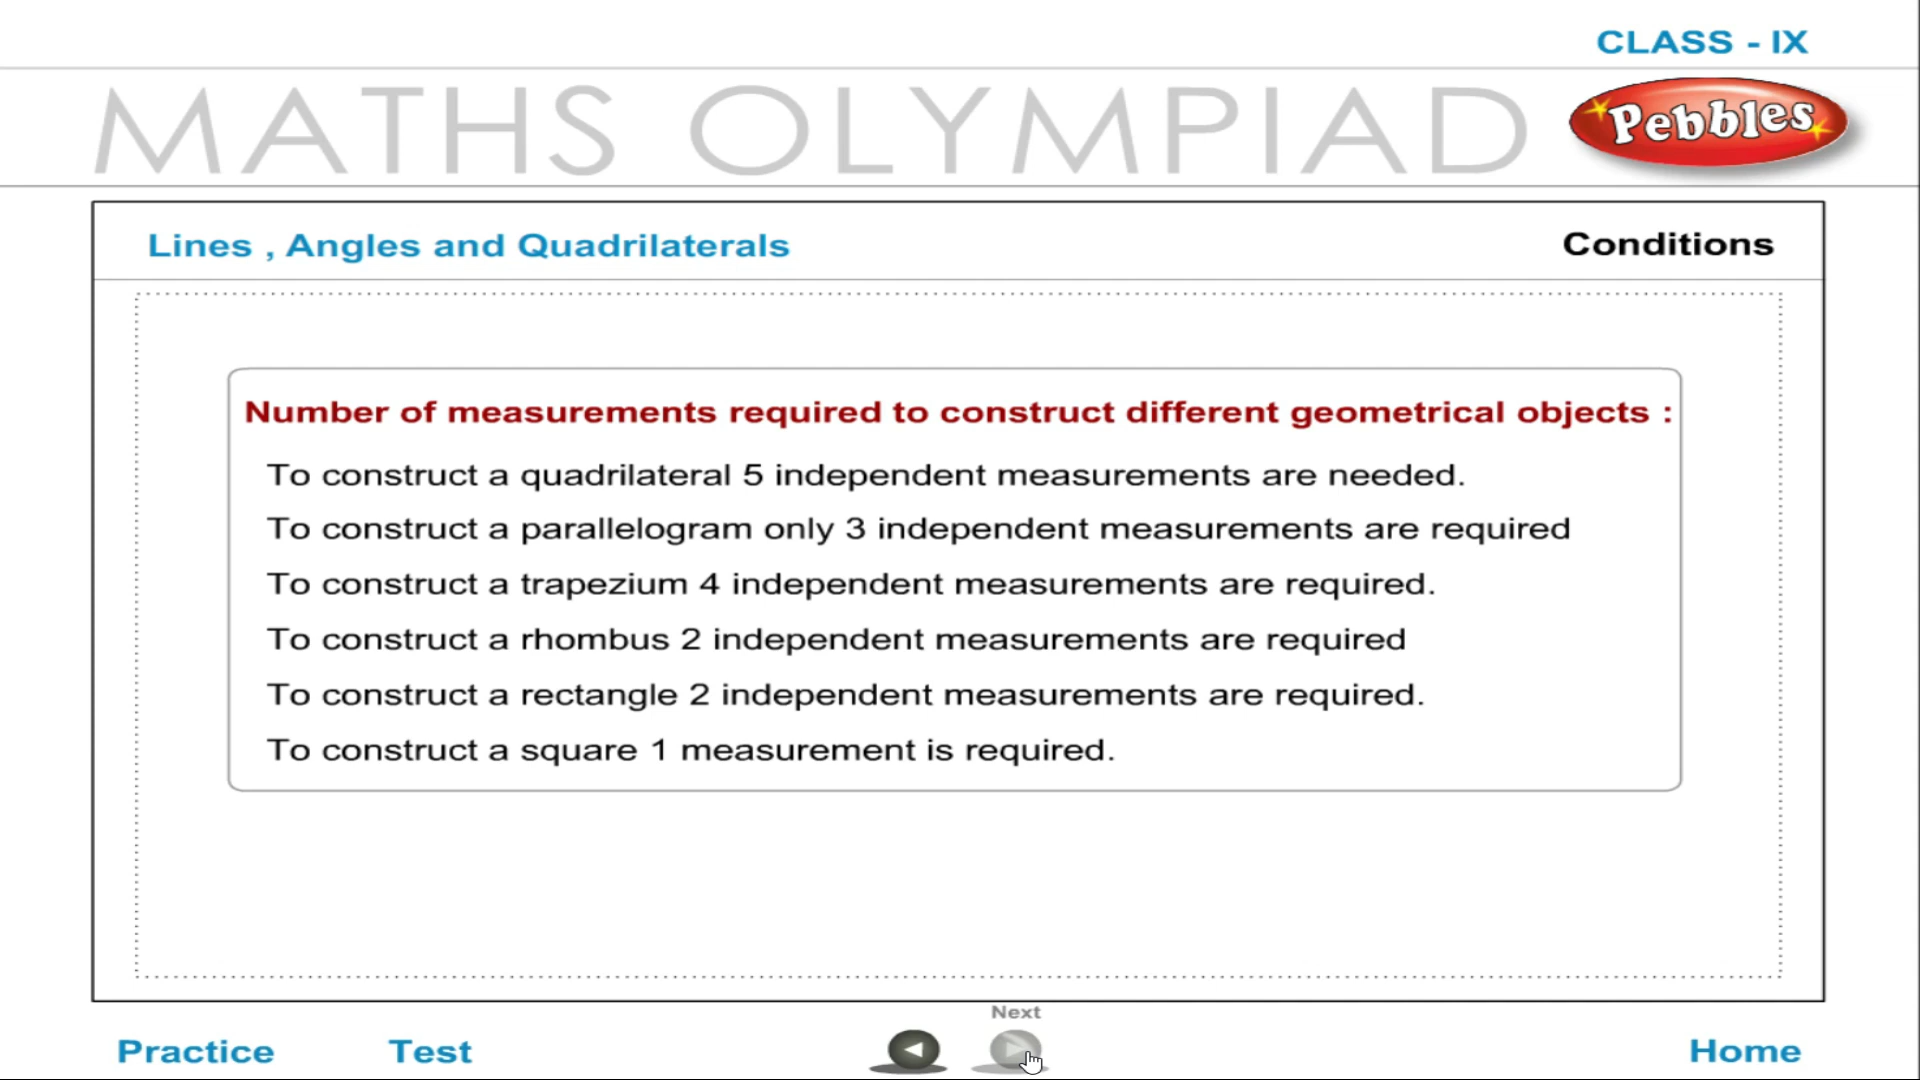 CLASS - IX
MATHS OLYMPIAD
Pebbles
Lines , Angles and Quadrilaterals
Conditions
Number of measurements required to construct different geometrical objects :
To construct a quadrilateral 5 independent measurements are needed.
To construct a parallelogram only 3 independent measurements are required
To construct a trapezium 4 independent measurements are required.
To construct a rhombus 2 independent measurements are required
To construct a rectangle 2 independent measurements are required.
To construct a square 1 measurement is required.
Next
Practice
Test
Home